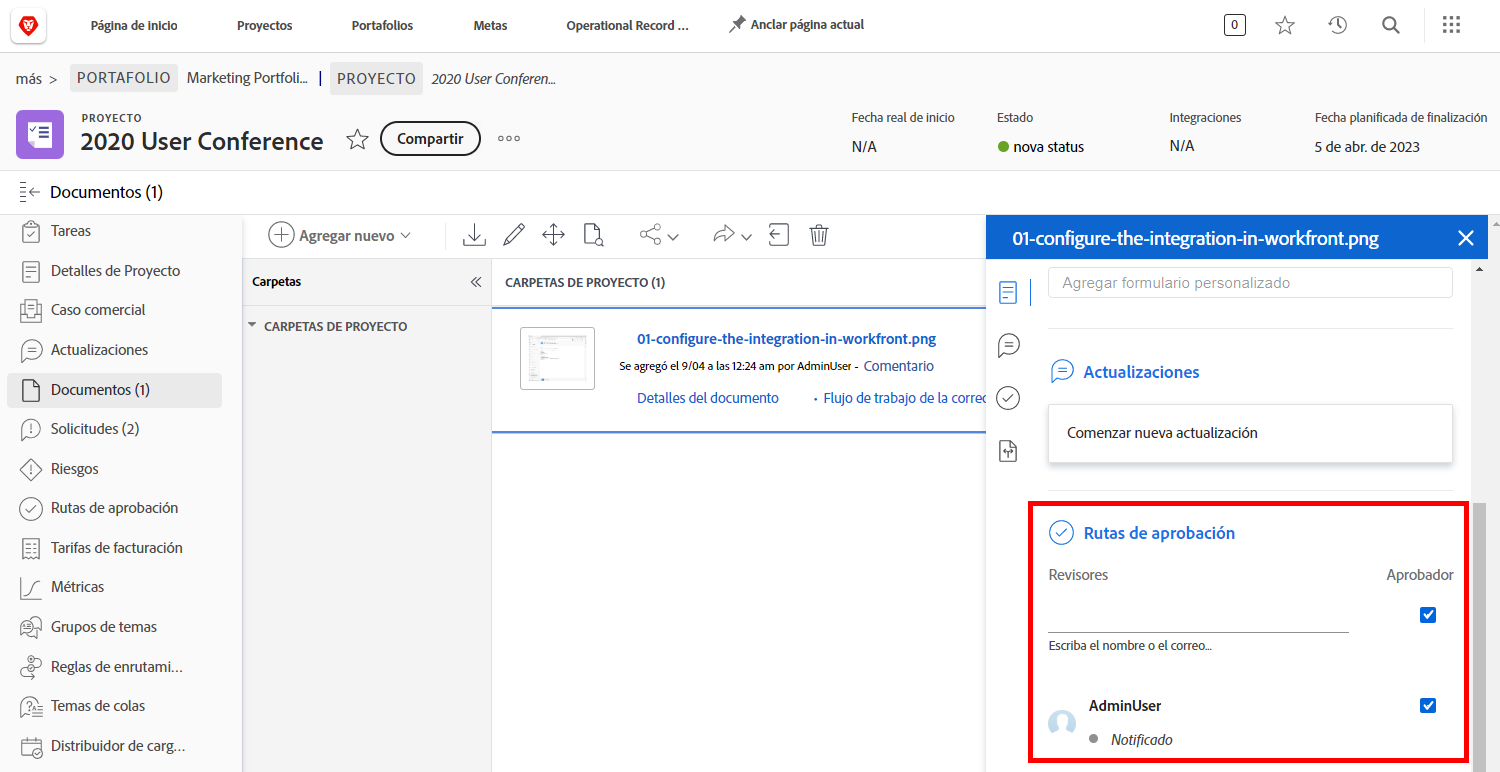 Página de inicio Proyectos Portafolios Metas Operational Record ... Anclar página actual 0
más > PORTAFOLIO Marketing Portfoli... | PROYECTO 2020 User Conferen...
PROYECTO
2020 User Conference Compartir
Fecha real de inicio Estado Integraciones Fecha planificada de finalización
N/A nova status N/A 5 de abr. de 2023
Documentos (1)
Tareas
Detalles de Proyecto
Caso comercial
Actualizaciones
Documentos (1)
Solicitudes (2)
Riesgos
Rutas de aprobación
Tarifas de facturación
Métricas
Grupos de temas
Reglas de enrutami...
Temas de colas
Distribuidor de carg...
Agregar nuevo
Carpetas
CARPETAS DE PROYECTO
CARPETAS DE PROYECTO (1)
01-configure-the-integration-in-workfront.png
Se agregó el 9/04 a las 12:24 am por AdminUser - Comentario
Detalles del documento · Flujo de trabajo de la correc
01-configure-the-integration-in-workfront.png
Agregar formulario personalizado
Actualizaciones
Comenzar nueva actualización
Rutas de aprobación
Revisores Aprobador
Escriba el nombre o el correo...
AdminUser
Notificado